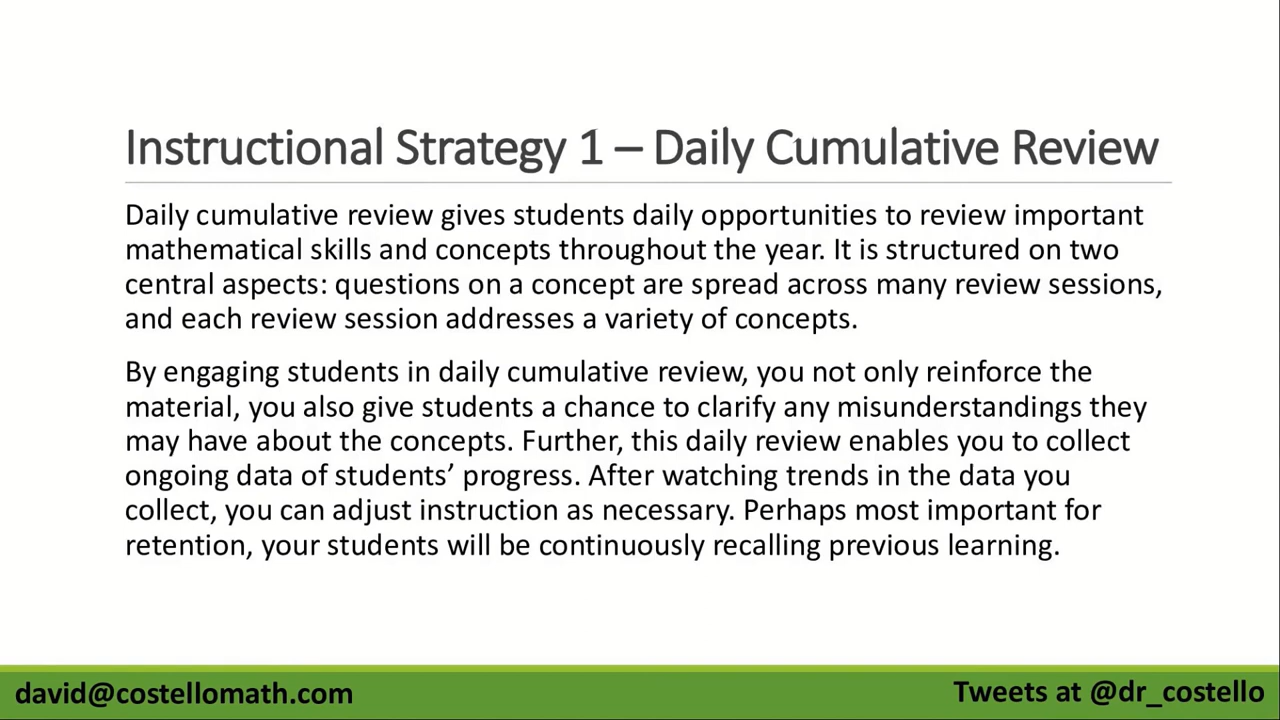 Instructional Strategy 1 – Daily Cumulative Review
Daily cumulative review gives students daily opportunities to review important
mathematical skills and concepts throughout the year. It is structured on two
central aspects: questions on a concept are spread across many review sessions,
and each review session addresses a variety of concepts.
By engaging students in daily cumulative review, you not only reinforce the
material, you also give students a chance to clarify any misunderstandings they
may have about the concepts. Further, this daily review enables you to collect
ongoing data of students’ progress. After watching trends in the data you
collect, you can adjust instruction as necessary. Perhaps most important for
retention, your students will be continuously recalling previous learning.
david@costellomath.com
Tweets at @dr_costello